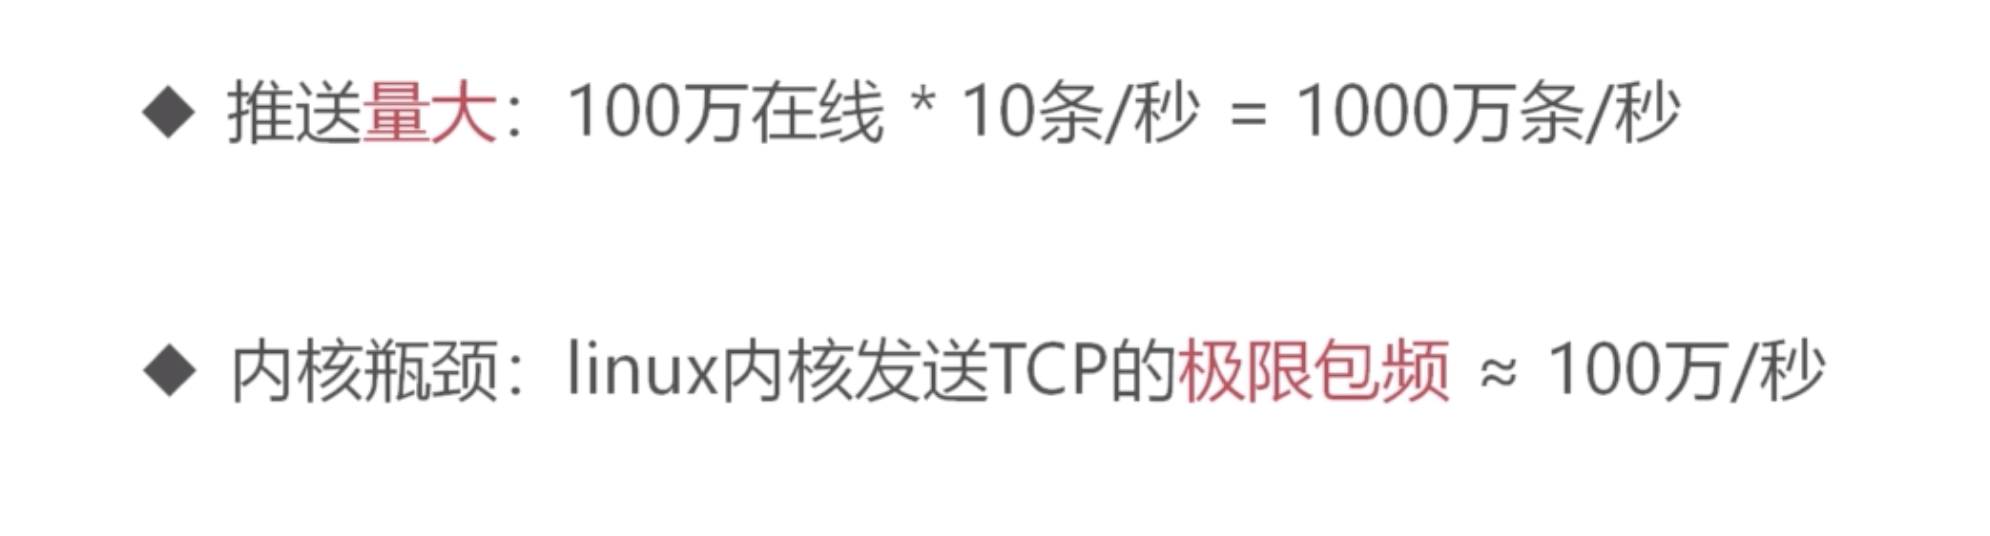 ◆ 推送量大：100万在线 * 10条/秒 = 1000万条/秒
◆ 内核瓶颈：linux内核发送TCP的极限包频 ≈ 100万/秒